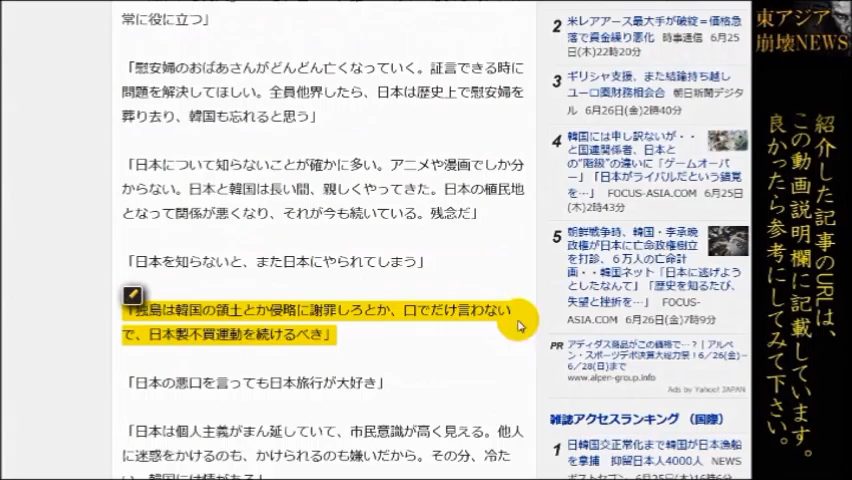 常に役に立つ」
「慰安婦のおばあさんがどんどん亡くなっていく。証言できる時に
問題を解決してほしい。全員他界したら、日本は歴史上で慰安婦を
葬り去り、韓国も忘れると思う」
「日本について知らないことが確かに多い。アニメや漫画でしか分
からない。日本と韓国は長い間、親しくやってきた。日本の植民地
となって関係が悪くなり、それが今も続いている。残念だ」
「日本を知らないと、また日本にやられてしまう」
「独島は韓国の領土とか侵略に謝罪しろとか、口でだけ言わない
で、日本製不買運動を続けるべき」
「日本の悪口を言っても日本旅行が大好き」
「日本は個人主義がまん延していて、市民意識が高く見える。他人
に迷惑をかけるのも、かけられるのも嫌いだから。その分、冷た
い。韓国には情がある」
2 米レアアース最大手が破綻＝価格急
落で資金繰り悪化 時事通信 6月25
日(木)22時20分
3 ギリシャ支援、また結論持ち越し
ユーロ圏財務相会合 朝日新聞デジタ
ル 6月26日(金)2時40分
4 韓国には申し訳ないが・・
と国連関係者、日本と
の“階級”の違いに「ゲームオーバ
ー」「日本がライバルだという錯覚
を…」 FOCUS-ASIA.COM 6月25日
(木)2時43分
5 朝鮮戦争時、韓国・李承晩
政権が日本に亡命政権樹立
を打診、６万人の亡命計
画・・韓国ネット「日本に逃げよう
としたなんて」「歴史を知るたび、
失望と挫折を…」 FOCUS-
ASIA.COM 6月26日(金)7時9分
PR アディダス商品がこの価格で…？｜アルペ
ン・スポーツデポ決算大総力祭！6／26(金)－
6／28(日)まで
www.alpen-group.info
Ads by Yahoo! JAPAN
雑誌アクセスランキング（国際）
1 日韓国交正常化まで韓国が日本漁船
を拿捕 抑留日本人4000人 NEWS
ポストセブン 6月25日(木)16時6分
東アジア
崩壊NEWS
紹介した記事のURLは、
この動画説明欄に記載しています。
良かったら参考にしてみて下さい。